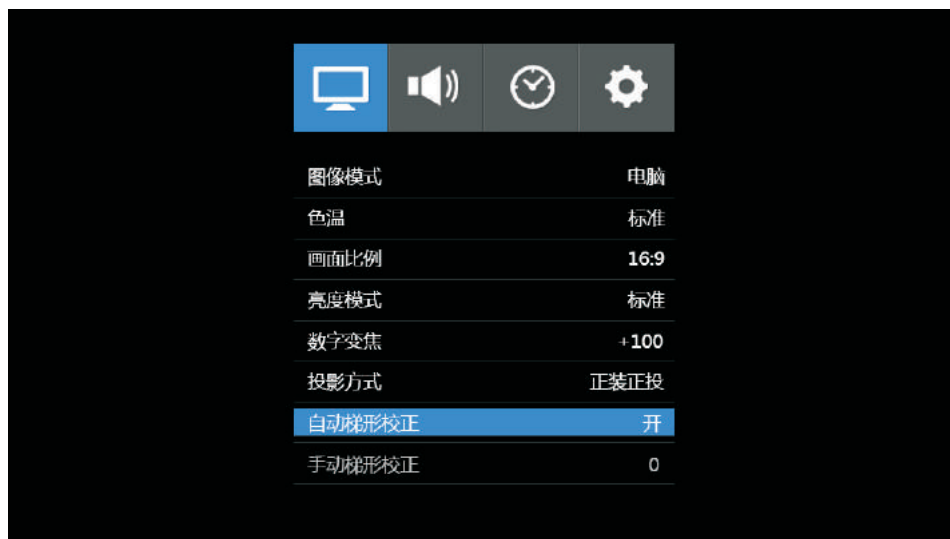 图像模式 电脑
色温 标准
画面比例 16:9
亮度模式 标准
数字变焦 +100
投影方式 正装正投
自动梯形校正 开
手动梯形校正 0